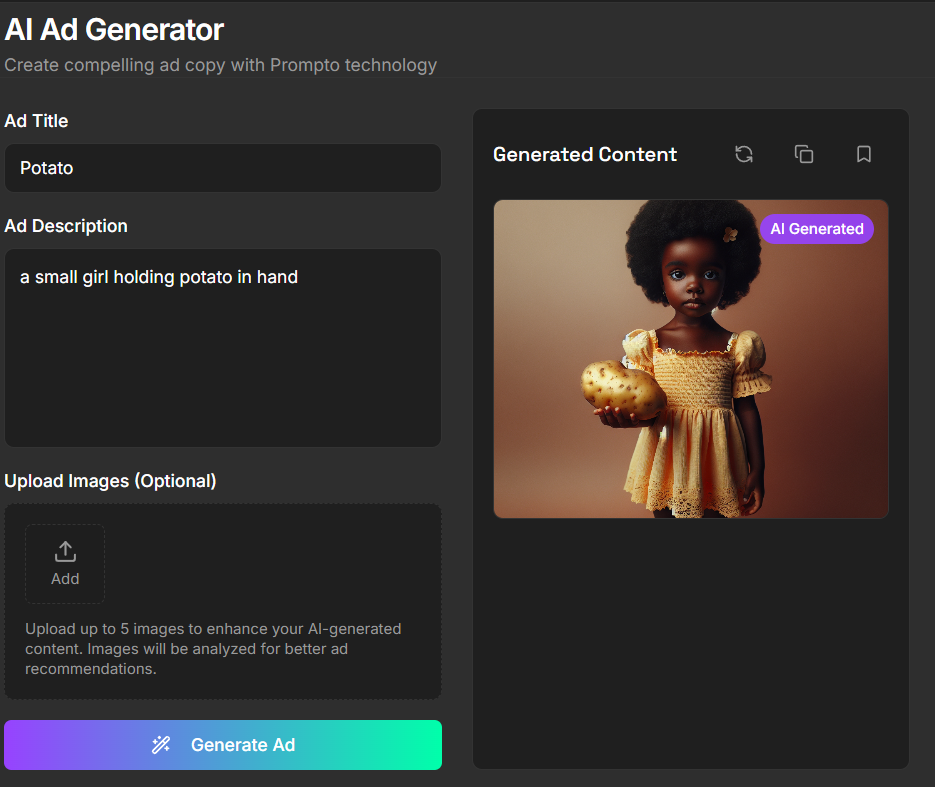 AI Ad Generator
Create compelling ad copy with Prompto technology
Ad Title
Potato
Ad Description
a small girl holding potato in hand
Upload Images (Optional)
Add
Upload up to 5 images to enhance your AI-generated
content. Images will be analyzed for better ad
recommendations.
Generate Ad
Generated Content
AI Generated